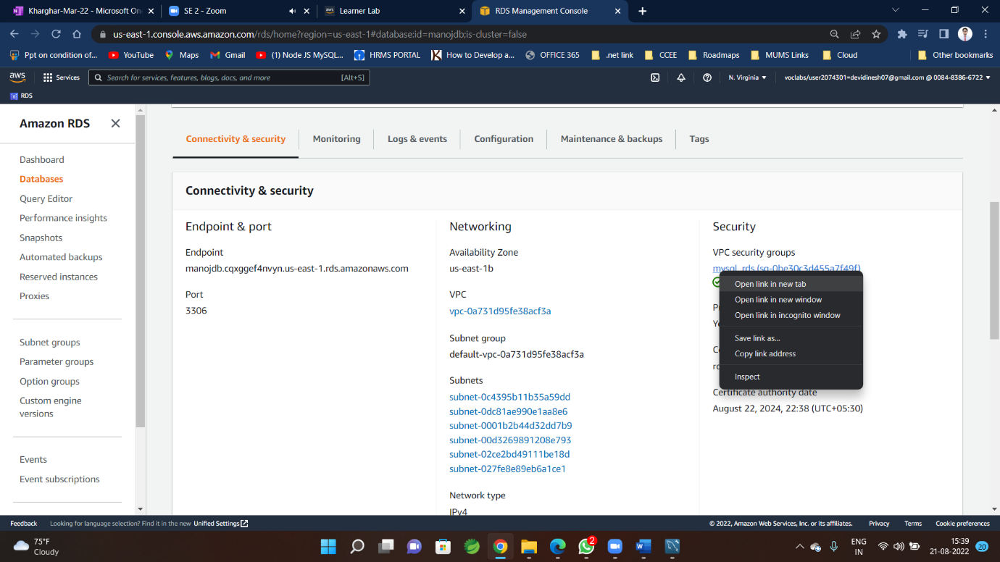 Kharghar-Mar-22 - Microsoft On
SE 2 - Zoom
Learner Lab
RDS Management Console
us-east-1.console.aws.amazon.com/rds/home?region=us-east-1#database:id=manojdb;is-cluster=false
Ppt on condition of...
YouTube
Maps
Gmail
(1) Node JS MySQL...
HRMS PORTAL
How to Develop a...
OFFICE 365
.net link
CCEE
Roadmaps
MUMS Links
Cloud
Other bookmarks
aws
Services
Search for services, features, blogs, docs, and more
[Alt+S]
N. Virginia
voclabs/user2074301=devidinesh07@gmail.com @ 0084-8386-6722
RDS
Amazon RDS
Dashboard
Databases
Query Editor
Performance insights
Snapshots
Automated backups
Reserved instances
Proxies
Subnet groups
Parameter groups
Option groups
Custom engine
versions
Events
Event subscriptions
Connectivity & security
Monitoring
Logs & events
Configuration
Maintenance & backups
Tags
Connectivity & security
Endpoint & port
Endpoint
manojdb.cqxggef4nvyn.us-east-1.rds.amazonaws.com
Port
3306
Networking
Availability Zone
us-east-1b
VPC
vpc-0a731d95fe38acf3a
Subnet group
default-vpc-0a731d95fe38acf3a
Subnets
subnet-0c4395b11b35a59dd
subnet-0dc81ae990e1aa8e6
subnet-0001b2b44d32dd7b9
subnet-00d3269891208e793
subnet-02ce2bd49111be18d
subnet-027fe8e89eb6a1ce1
Network type
IPv4
Security
VPC security groups
mysql_rds (sg-0be30c3d455a7f49f)
Open link in new tab
Open link in new window
Open link in incognito window
Save link as...
Copy link address
Inspect
Certificate authority date
August 22, 2024, 22:38 (UTC+05:30)
Feedback
Looking for language selection? Find it in the new Unified Settings
© 2022, Amazon Web Services, Inc. or its affiliates.
Privacy
Terms
Cookie preferences
75°F
Cloudy
2
ENG
IN
15:39
21-08-2022
20